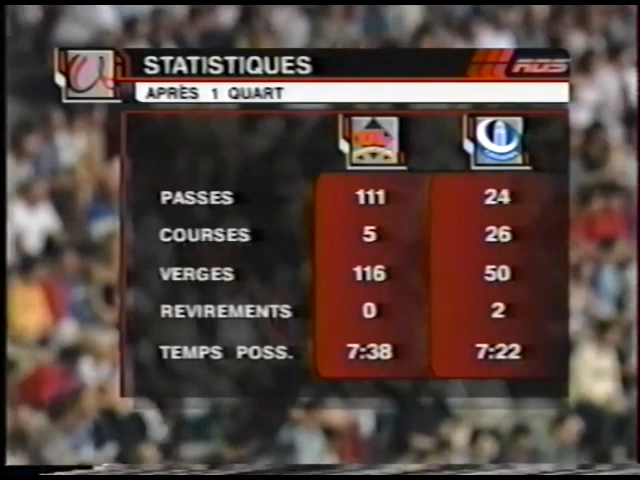 STATISTIQUES RDS
APRÈS 1 QUART
UL
PASSES 111 24
COURSES 5 26
VERGES 116 50
REVIREMENTS 0 2
TEMPS POSS. 7:38 7:22